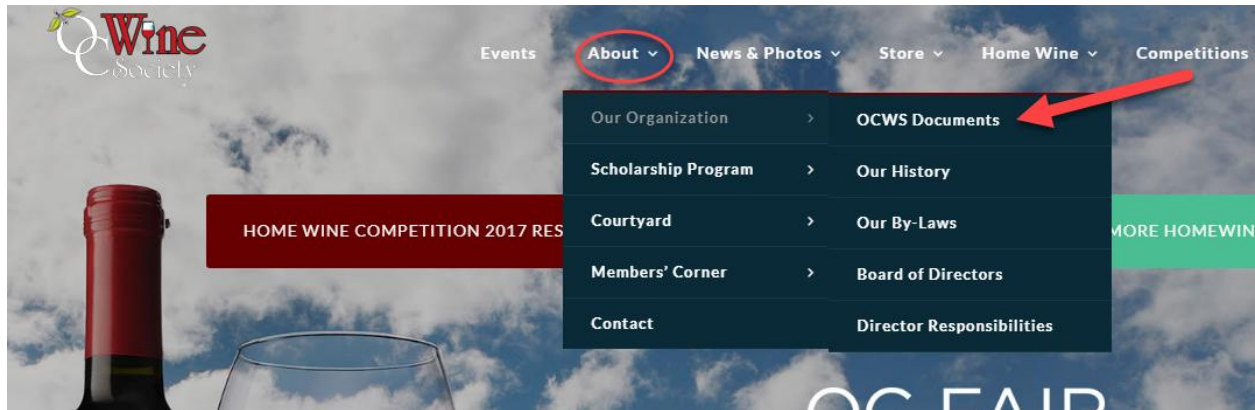 OC Wine
Society
Events About News & Photos Store Home Wine Competitions
Our Organization
Scholarship Program
Courtyard
Members' Corner
Contact
OCWS Documents
Our History
Our By-Laws
Board of Directors
Director Responsibilities
HOME WINE COMPETITION 2017 RES
MORE HOMEWIN
OC FAIR